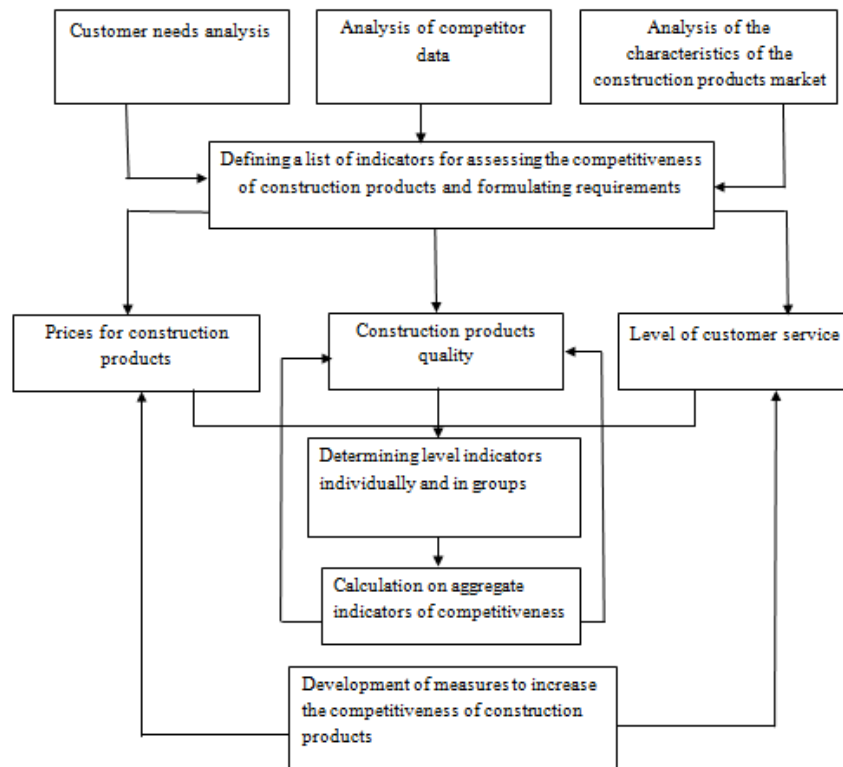 Customer needs analysis
Analysis of competitor
data
Analysis of the
characteristics of the
construction products market
Defining a list of indicators for assessing the competitiveness
of construction products and formulating requirements
Prices for construction
products
Construction products
quality
Level of customer service
Determining level indicators
individually and in groups
Calculation on aggregate
indicators of competitiveness
Development of measures to increase
the competitiveness of construction
products